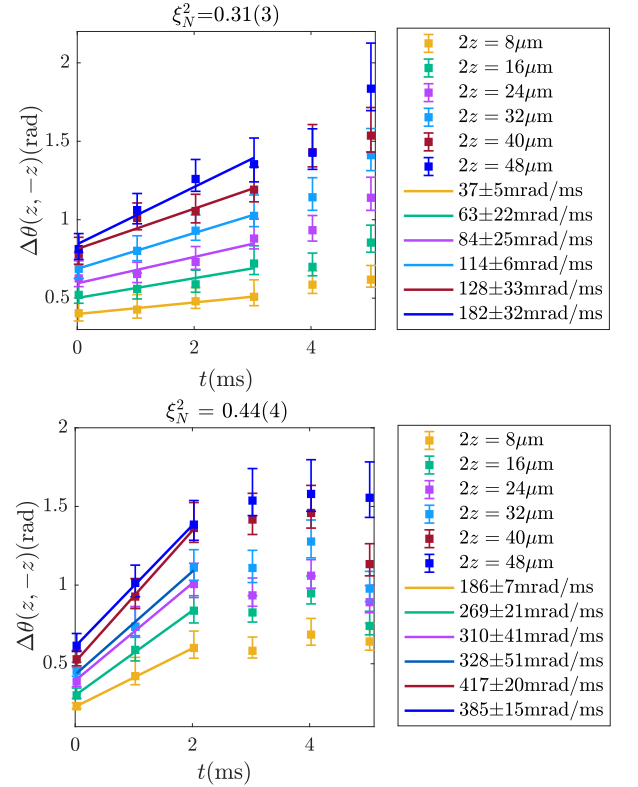 ξ²_N=0.31(3)
2
1.5
1
0.5
0
2
4
Δθ(z, −z)(rad)
t(ms)
2z = 8μm
2z = 16μm
2z = 24μm
2z = 32μm
2z = 40μm
2z = 48μm
37±5mrad/ms
63±22mrad/ms
84±25mrad/ms
114±6mrad/ms
128±33mrad/ms
182±32mrad/ms
ξ²_N = 0.44(4)
2
1.5
1
0.5
0
2
4
Δθ(z, −z)(rad)
t(ms)
2z = 8μm
2z = 16μm
2z = 24μm
2z = 32μm
2z = 40μm
2z = 48μm
186±7mrad/ms
269±21mrad/ms
310±41mrad/ms
328±51mrad/ms
417±20mrad/ms
385±15mrad/ms